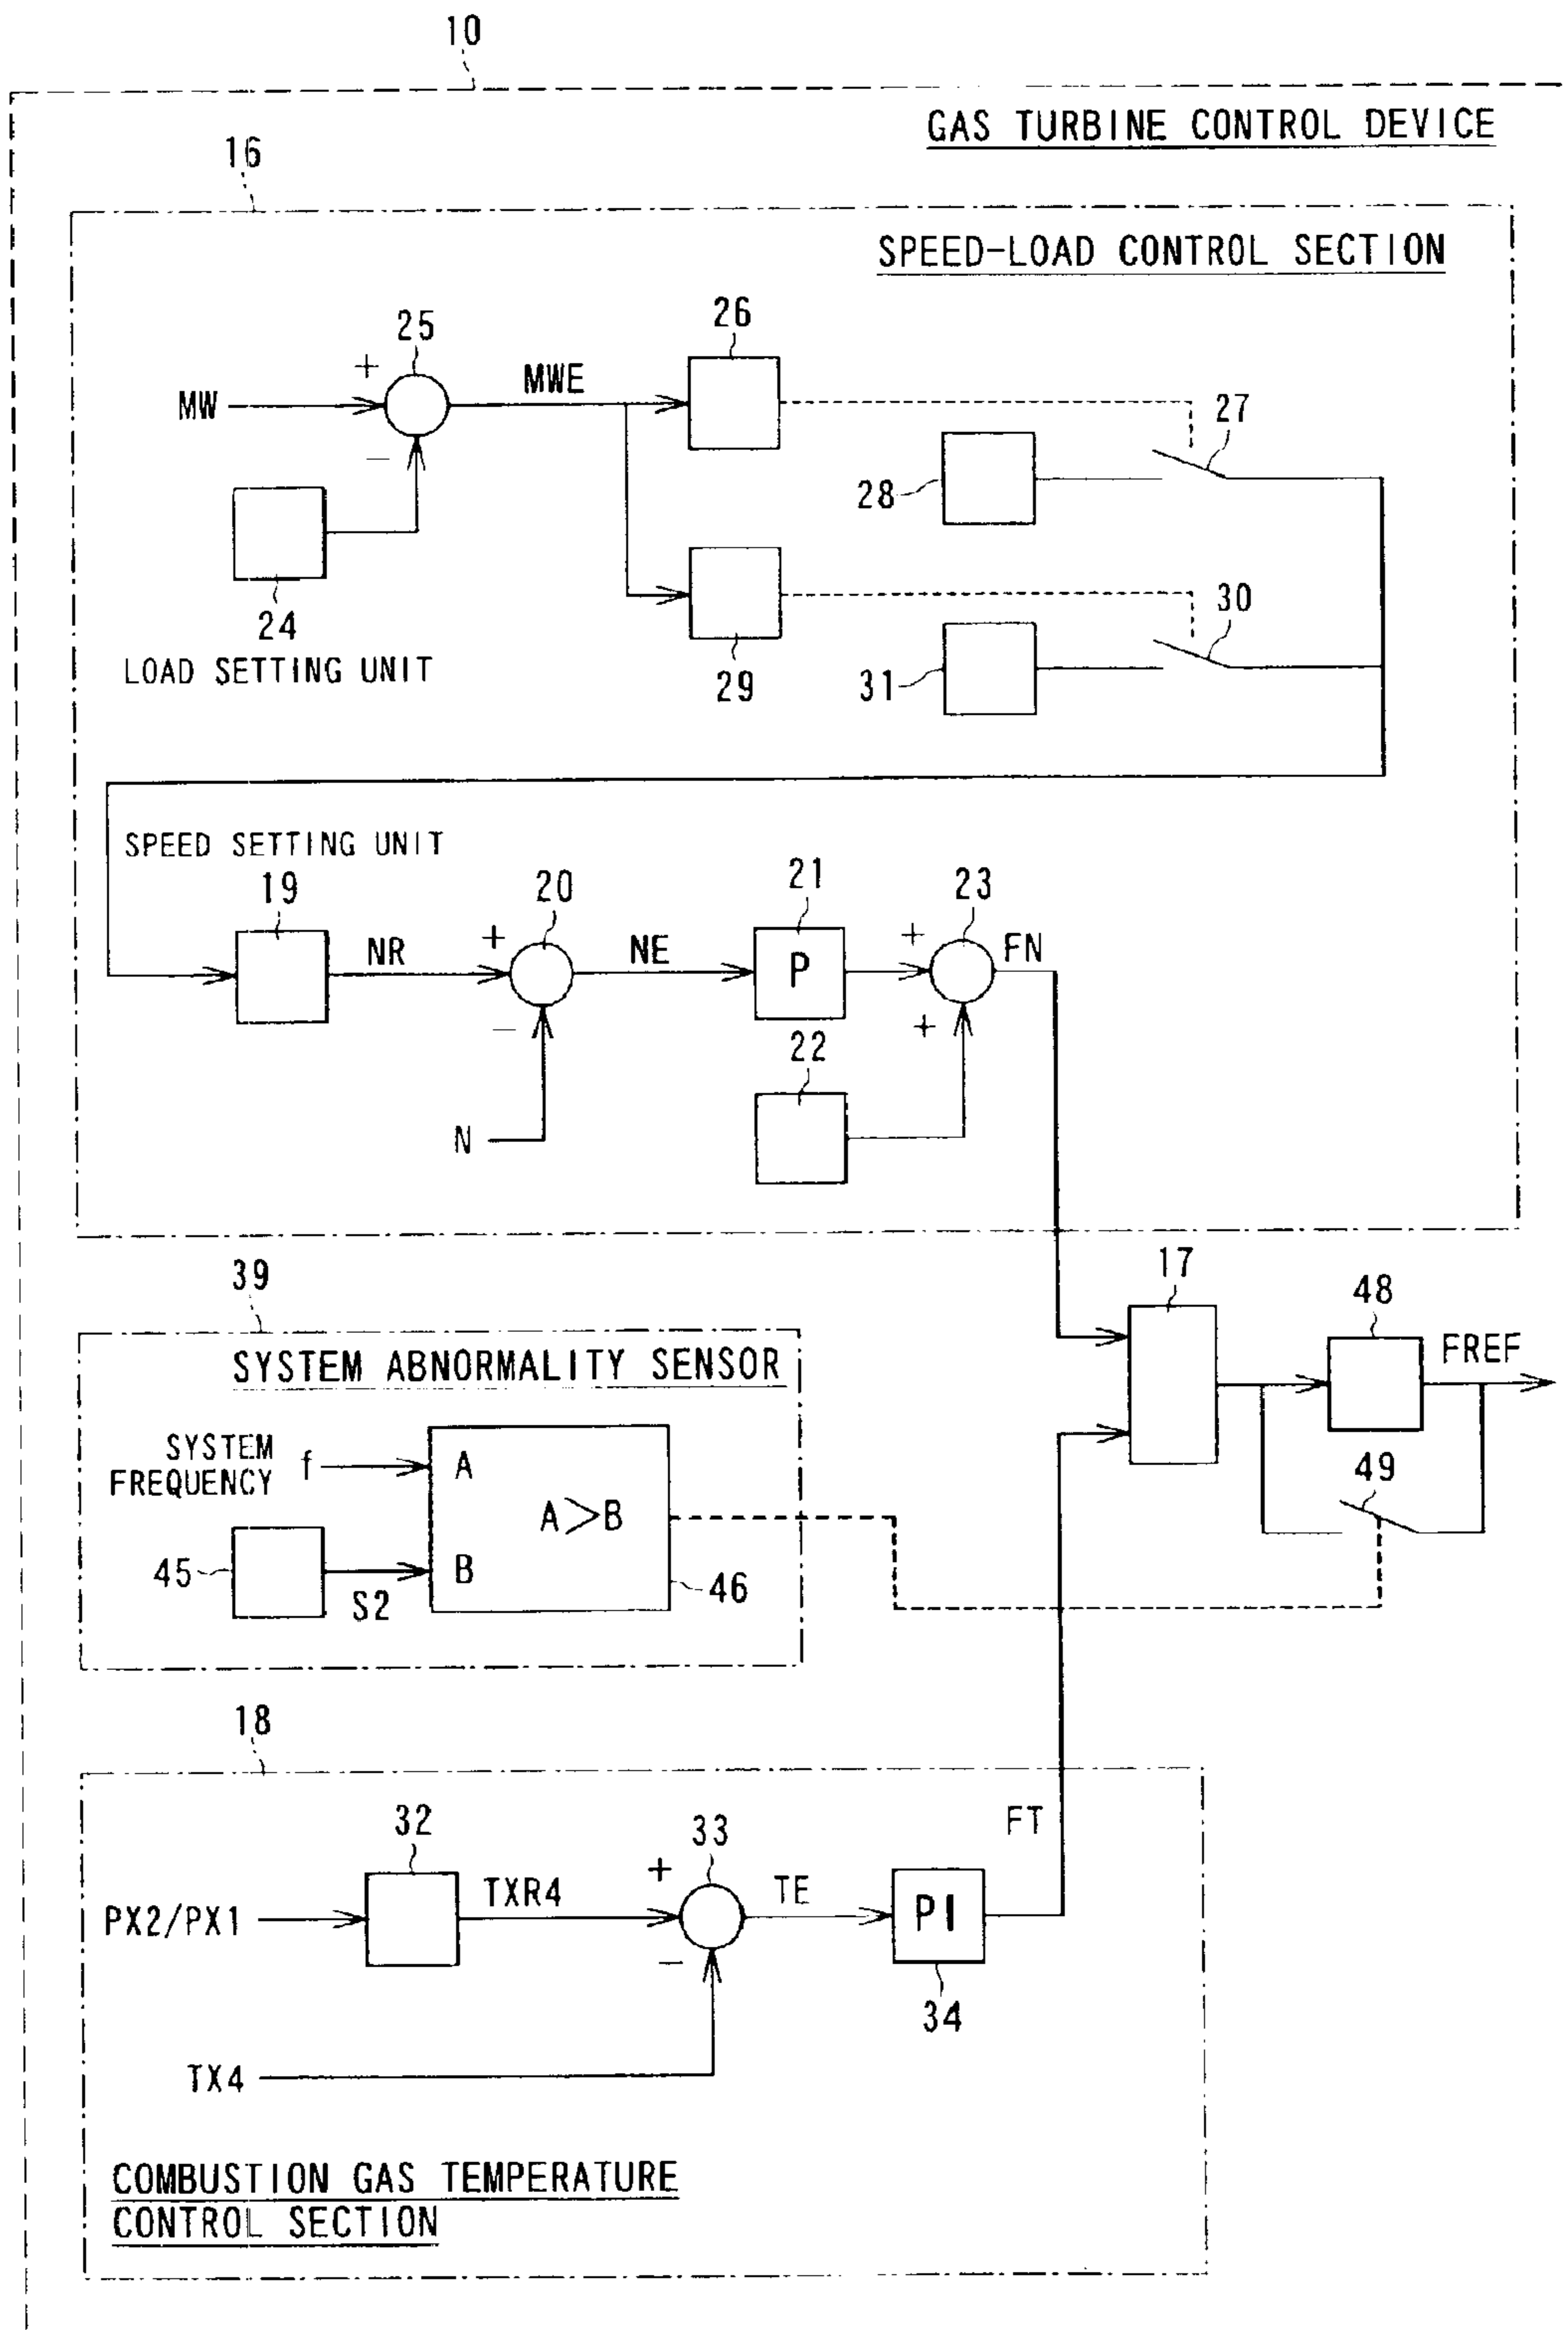 10
GAS TURBINE CONTROL DEVICE
16
SPEED-LOAD CONTROL SECTION
25
26
+
MW
MWE
27
−
28
24
LOAD SETTING UNIT
30
29
31
SPEED SETTING UNIT
19
20
21
23
+
NR
NE
P
+
FN
−
+
22
N
39
17
48
SYSTEM ABNORMALITY SENSOR
FREF
SYSTEM
FREQUENCY
f
A
A>B
49
45
S2
B
46
18
32
33
FT
+
PX2/PX1
TXR4
TE
PI
−
34
TX4
COMBUSTION GAS TEMPERATURE
CONTROL SECTION